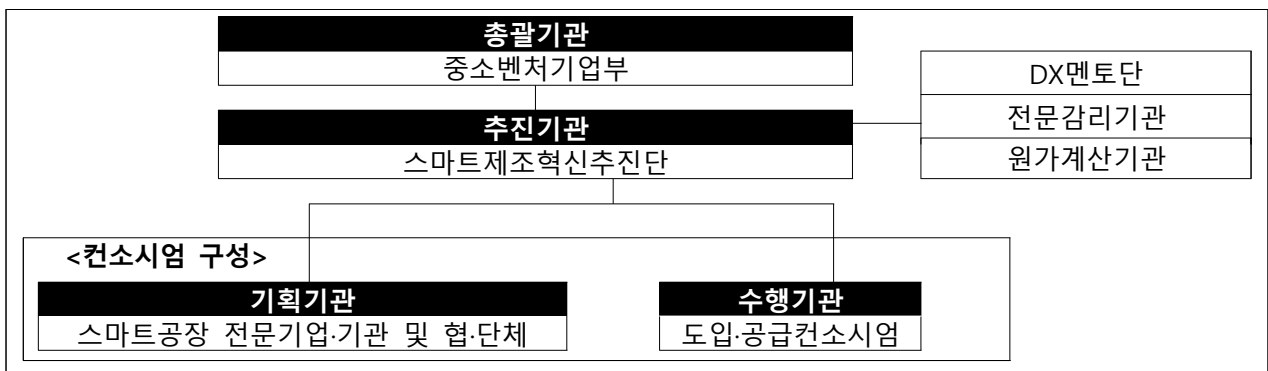 총괄기관
중소벤처기업부
DX멘토단
추진기관
전문감리기관
스마트제조혁신추진단
원가계산기관
<컨소시엄 구성>
기획기관
수행기관
스마트공장 전문기업·기관 및 협·단체
도입·공급컨소시엄